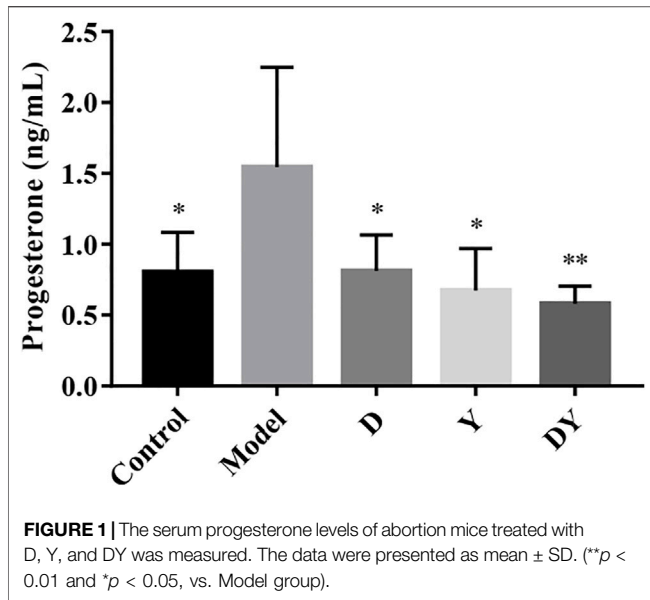 Progesterone (ng/mL)
2.5
2.0
1.5
1.0
0.5
0.0
*
*
*
**
Control
Model
D
Y
DY
FIGURE 1 | The serum progesterone levels of abortion mice treated with
D, Y, and DY was measured. The data were presented as mean ± SD. (**p <
0.01 and *p < 0.05, vs. Model group).